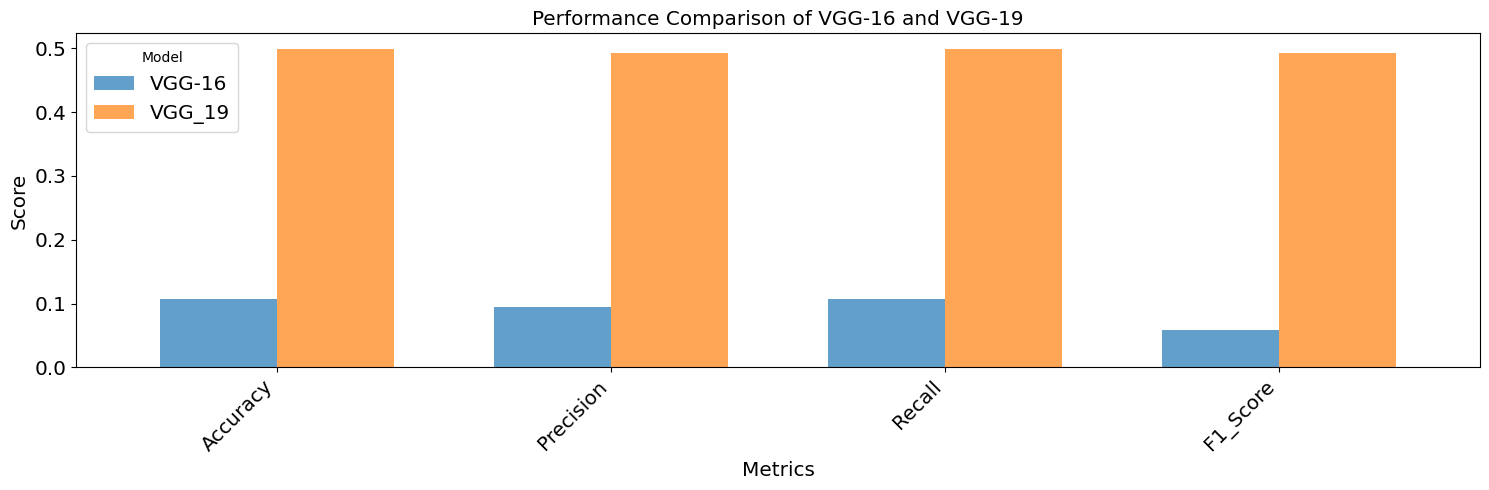 Performance Comparison of VGG-16 and VGG-19
Model
VGG-16
VGG_19
Score
0.5
0.4
0.3
0.2
0.1
0.0
Accuracy
Precision
Recall
F1_Score
Metrics